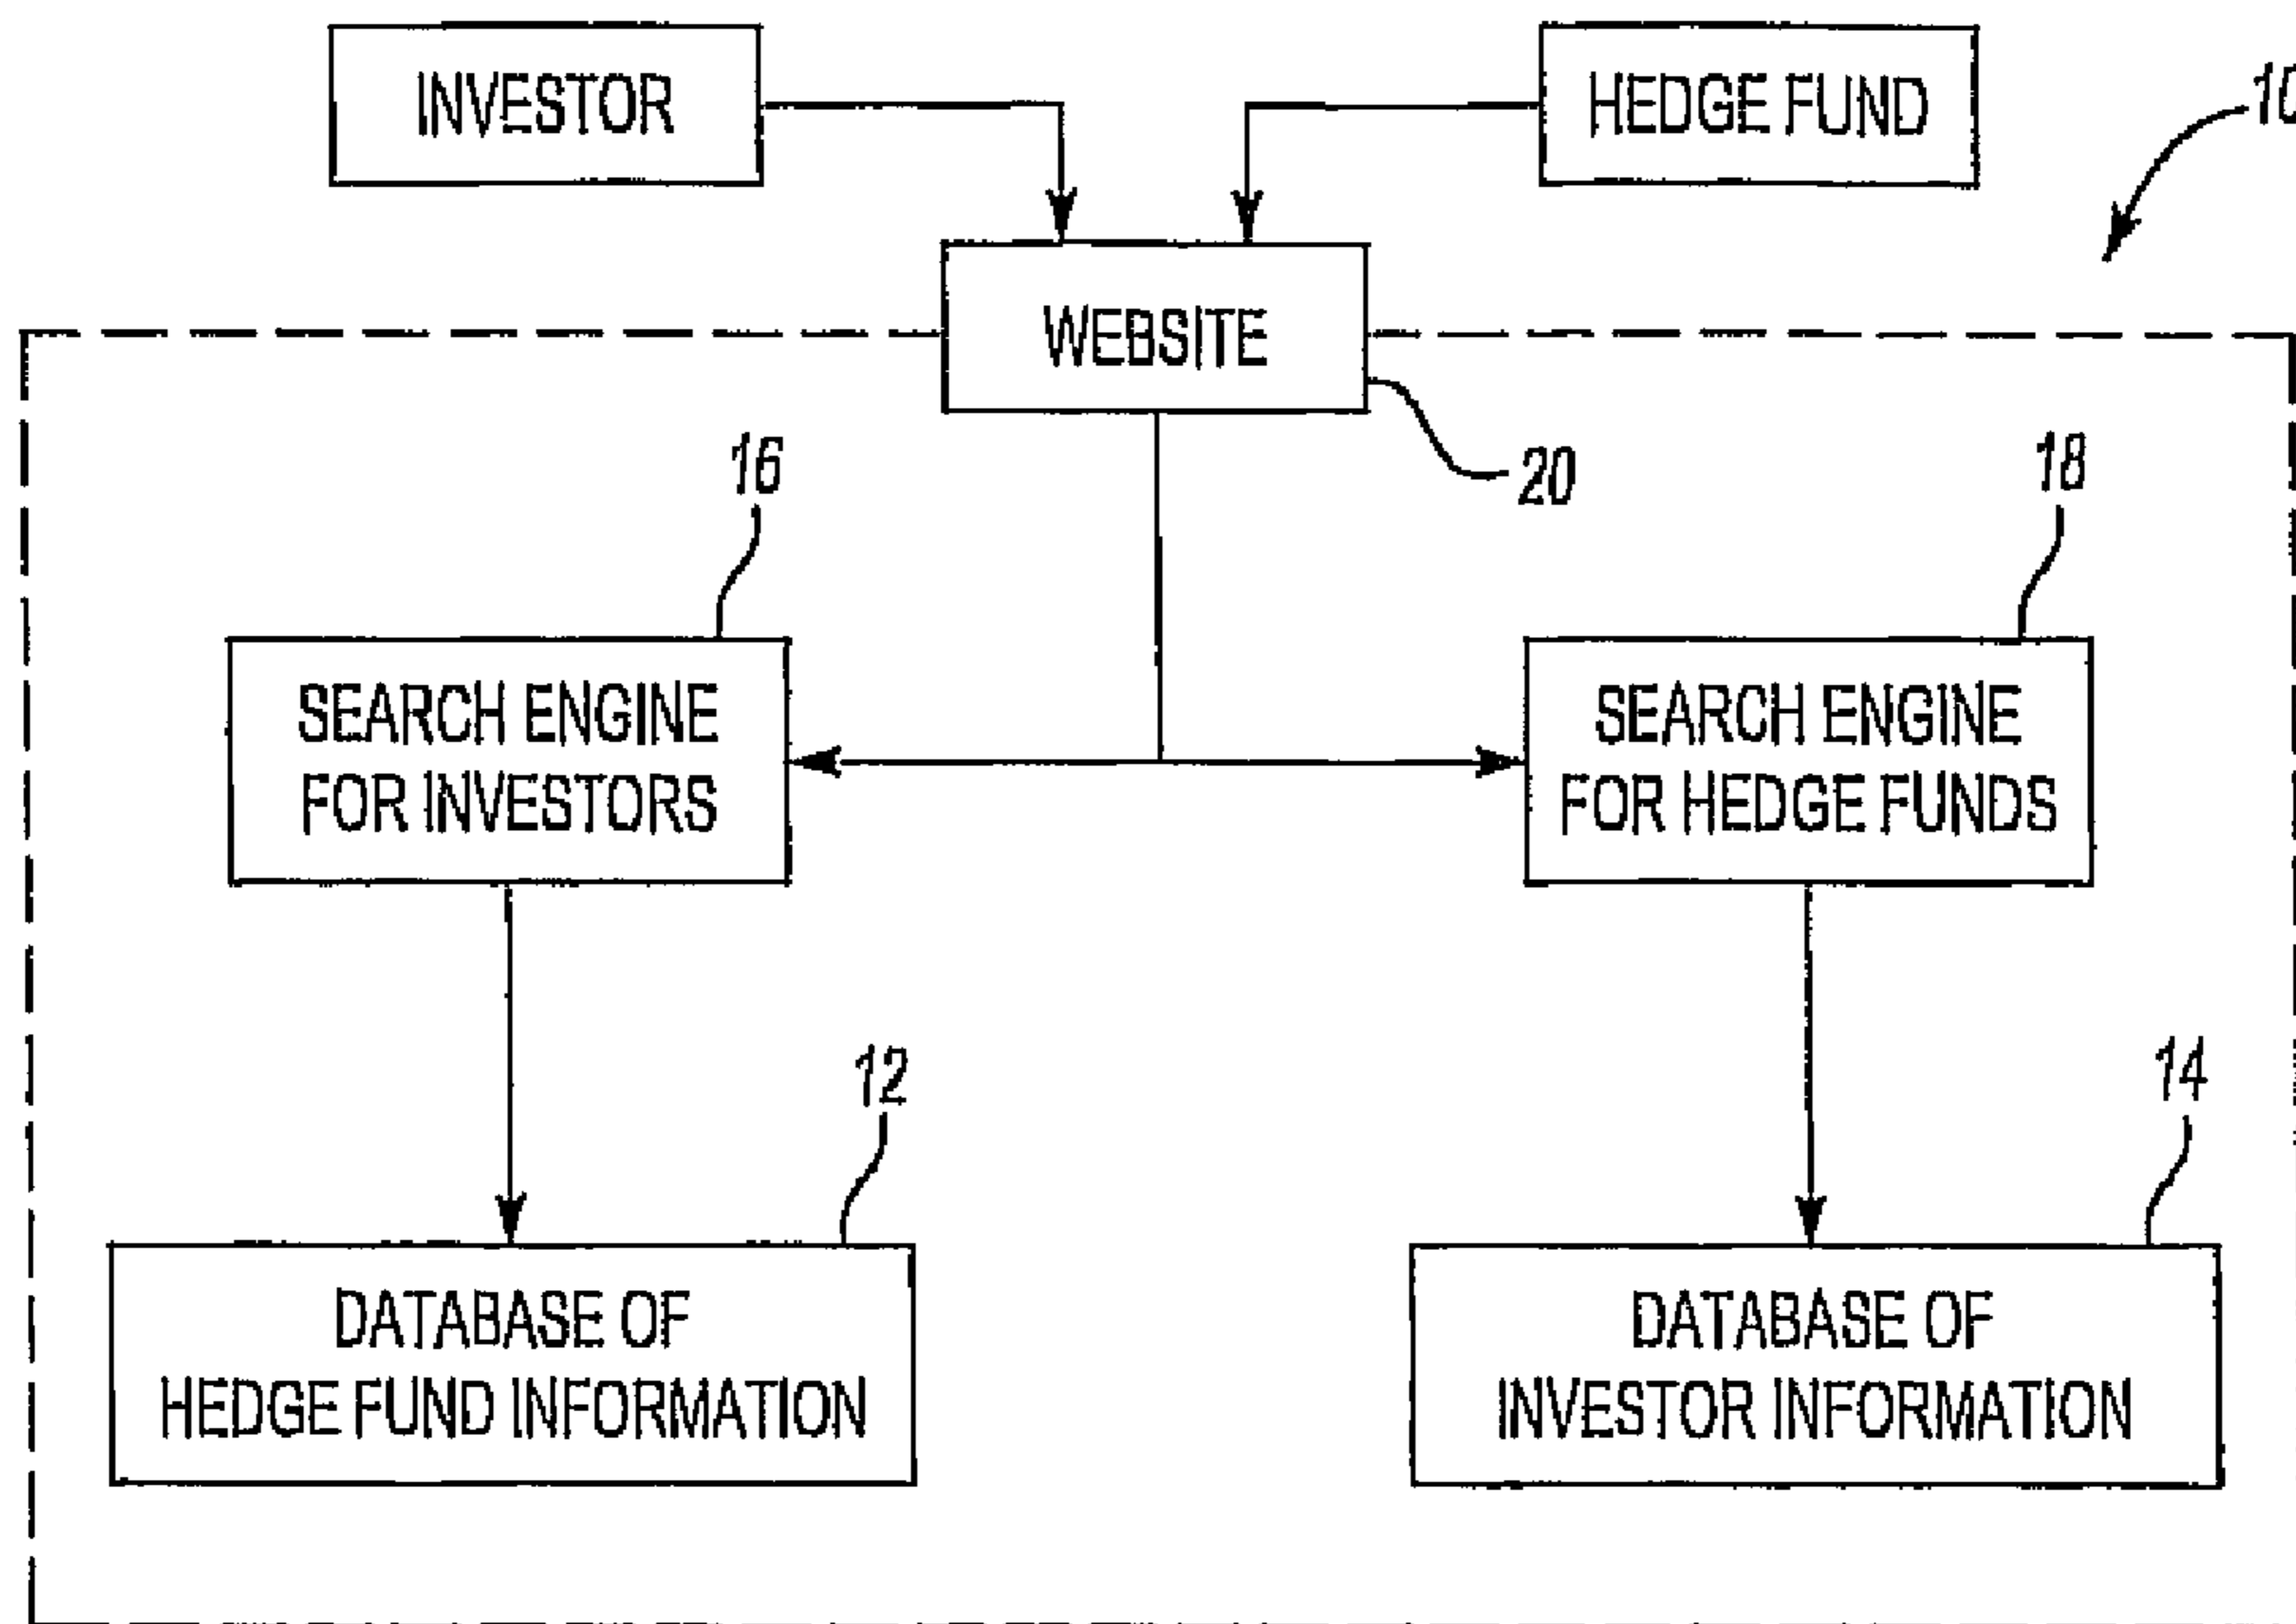 INVESTOR
HEDGE FUND
10
WEBSITE
20
16
18
SEARCH ENGINE
FOR INVESTORS
SEARCH ENGINE
FOR HEDGE FUNDS
12
14
DATABASE OF
HEDGE FUND INFORMATION
DATABASE OF
INVESTOR INFORMATION